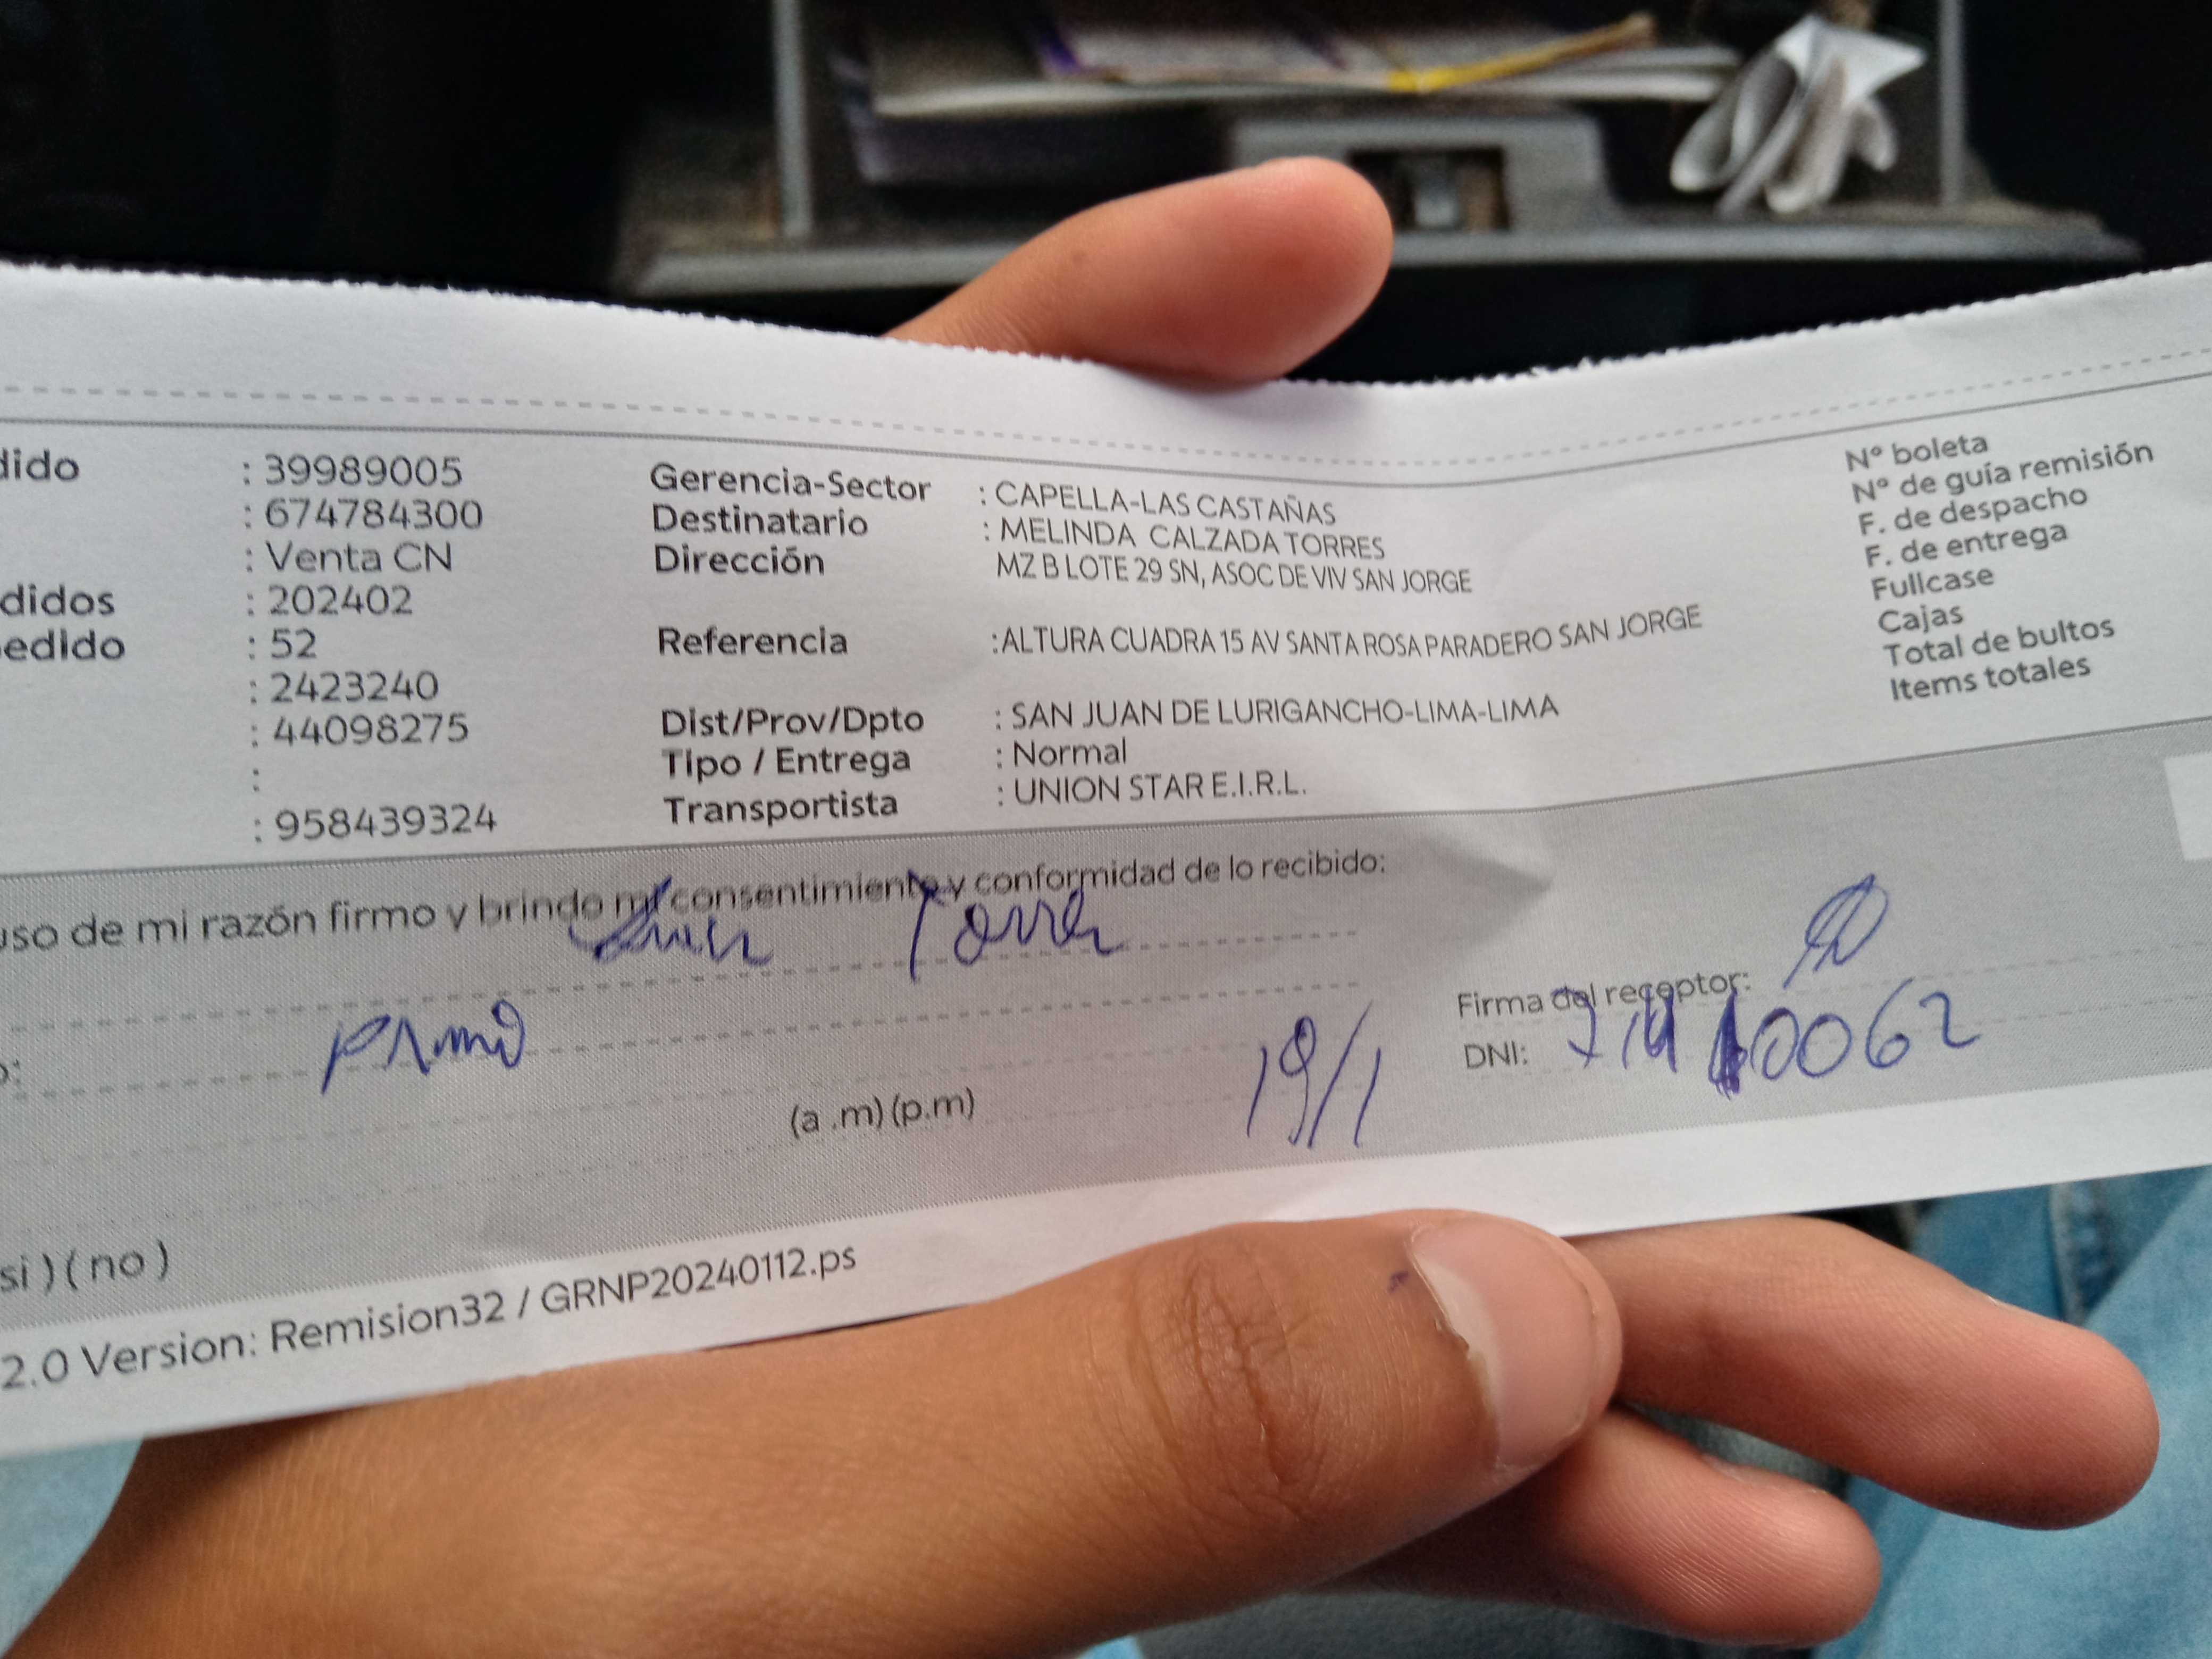 dido : 39989005
: 674784300
: Venta CN
didos : 202402
edido : 52
: 2423240
: 44098275
:
: 958439324
Gerencia-Sector : CAPELLA-LAS CASTAÑAS
Destinatario : MELINDA CALZADA TORRES
Dirección MZ B LOTE 29 SN, ASOC DE VIV SAN JORGE
Referencia : ALTURA CUADRA 15 AV SANTA ROSA PARADERO SAN JORGE
Dist/Prov/Dpto : SAN JUAN DE LURIGANCHO-LIMA-LIMA
Tipo / Entrega : Normal
Transportista : UNION STAR E.I.R.L.
N° boleta
N° de guía remisión
F. de despacho
F. de entrega
Fullcase
Cajas
Total de bultos
Items totales
uso de mi razón firmo y brindo mi consentimiento y conformidad de lo recibido:
Torres
Primo
Firma del receptor:
DNI:
(a .m) (p.m)
19/1
si ) ( no )
2.0 Version: Remision32 / GRNP20240112.ps